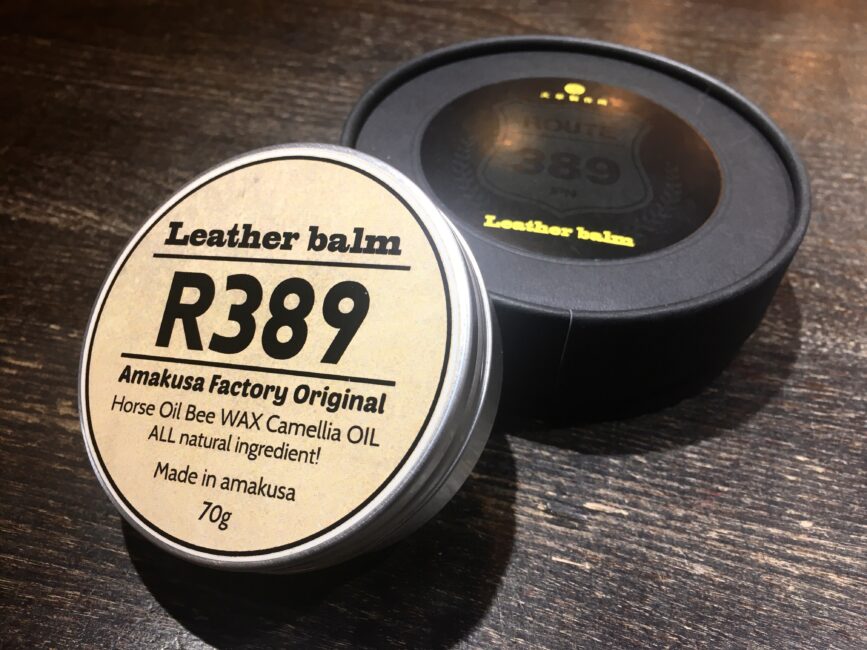 Leather balm
R389
Amakusa Factory Original
Horse Oil Bee WAX Camellia OIL
ALL natural ingredient!
Made in amakusa
70g
ROUTE
389
Leather balm